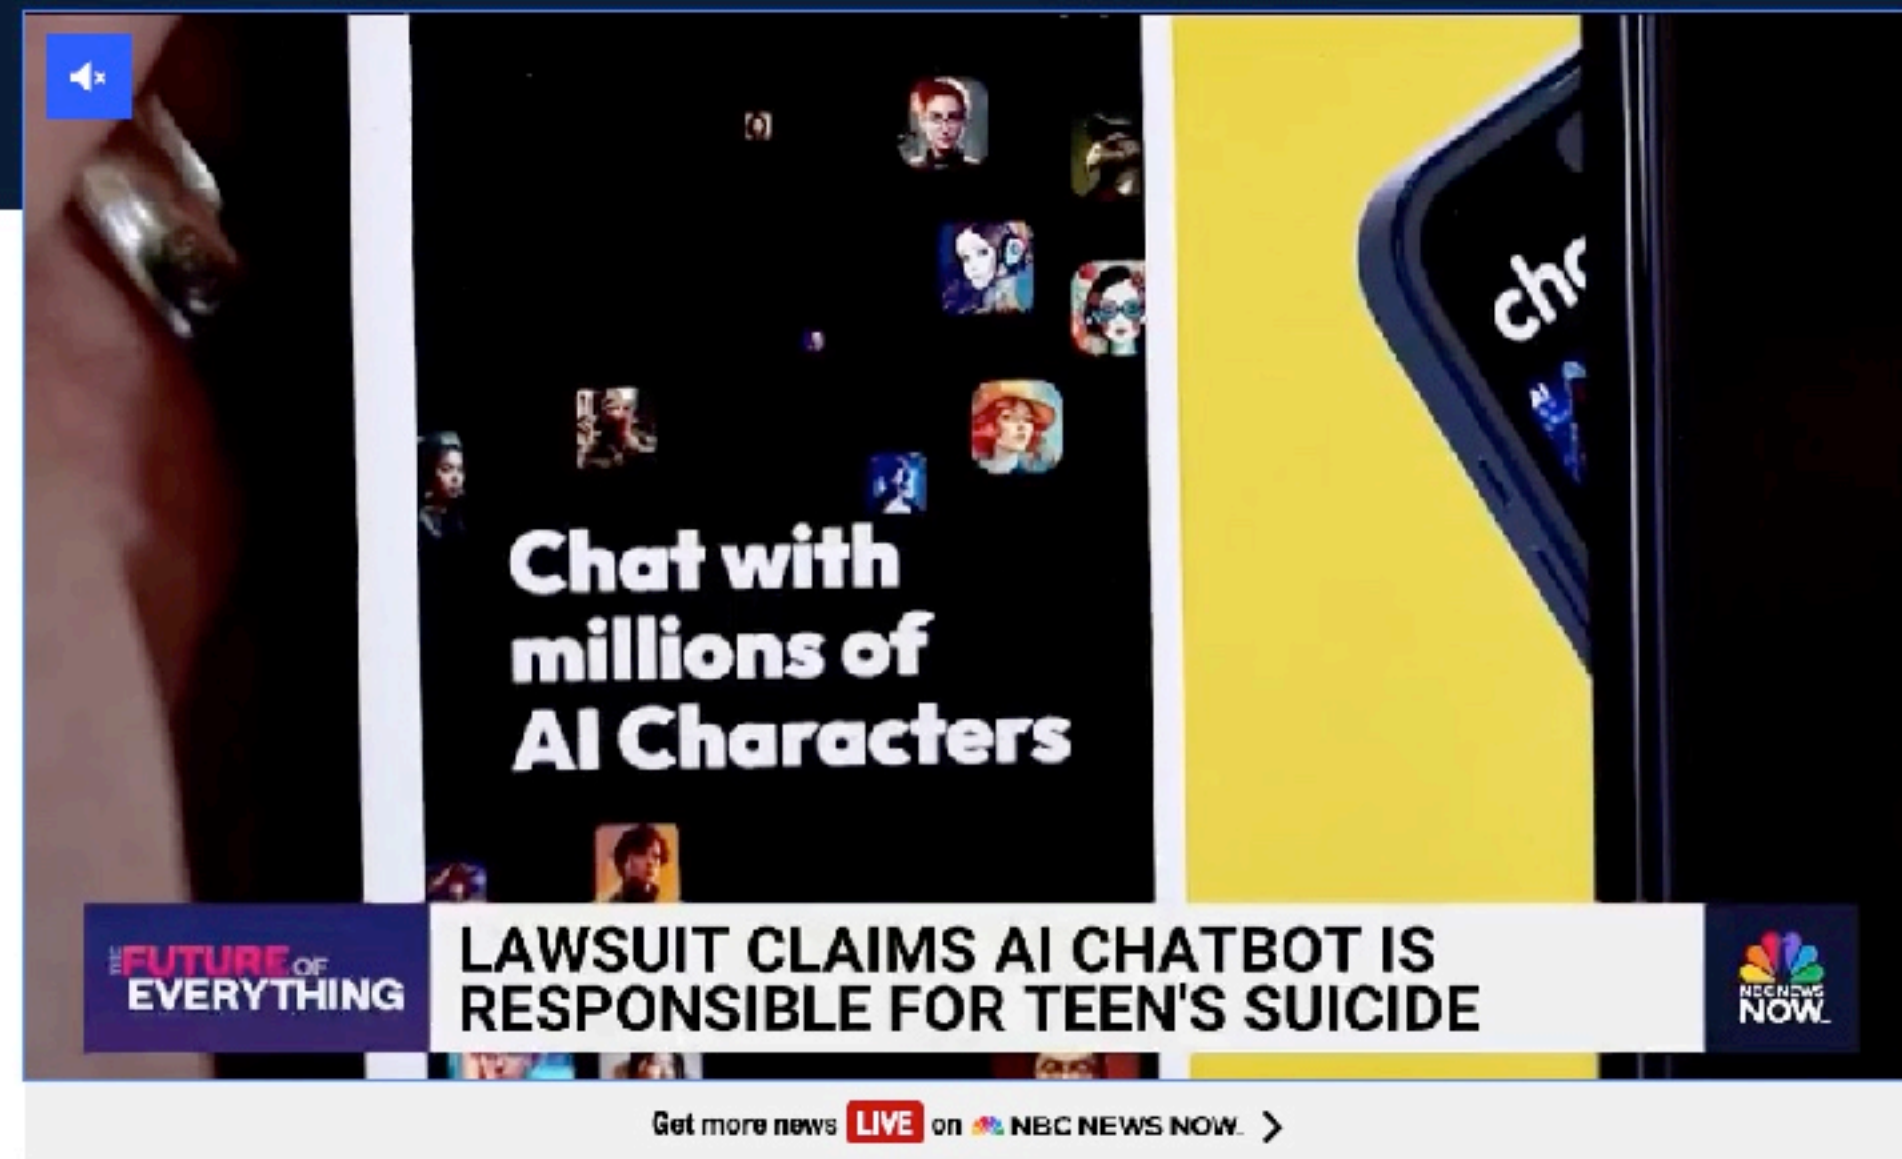 cha
Chat with
millions of
AI Characters
THE FUTURE OF
EVERYTHING
LAWSUIT CLAIMS AI CHATBOT IS
RESPONSIBLE FOR TEEN'S SUICIDE
NBC NEWS
NOW
Get more news LIVE on NBC NEWS NOW